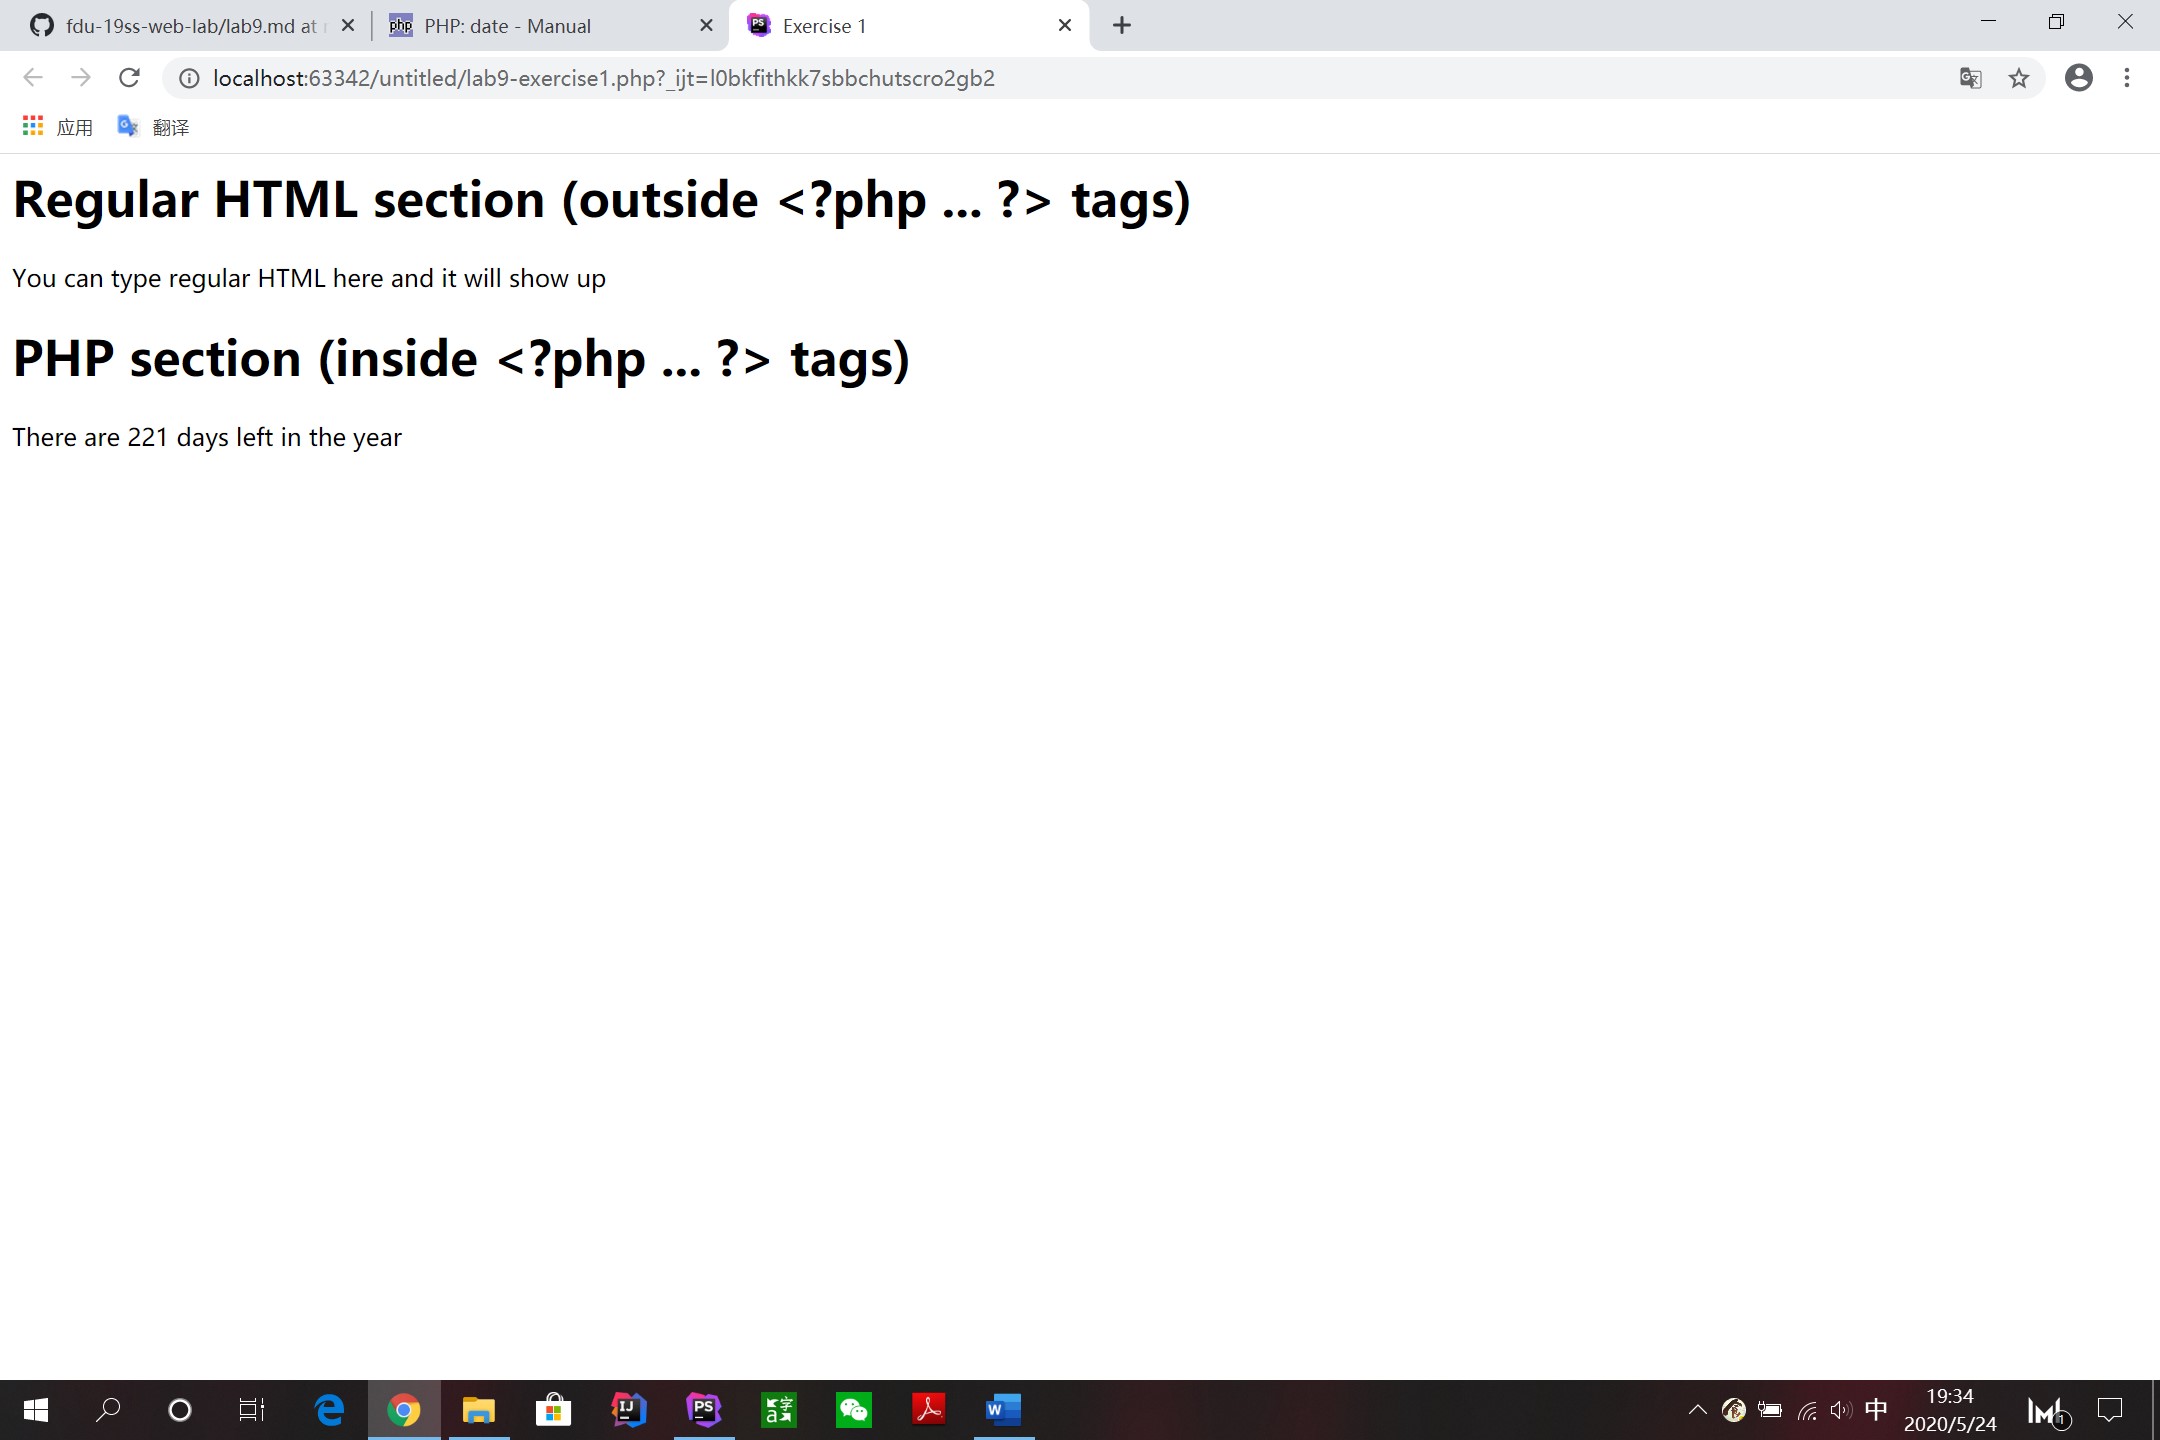 fdu-19ss-web-lab/lab9.md at
PHP: date - Manual
Exercise 1
localhost:63342/untitled/lab9-exercise1.php?_ijt=l0bkfithkk7sbbchutscro2gb2
应用 翻译
Regular HTML section (outside <?php ... ?> tags)
You can type regular HTML here and it will show up
PHP section (inside <?php ... ?> tags)
There are 221 days left in the year
中
19:34
2020/5/24